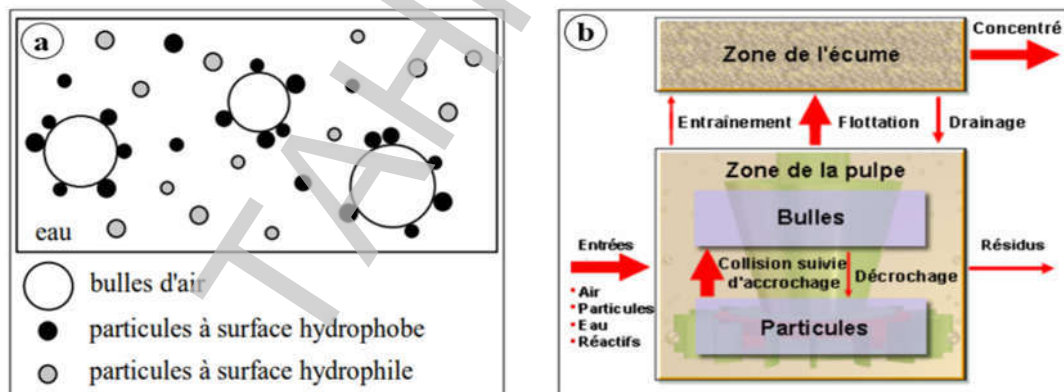 a
eau
bulles d'air
particules à surface hydrophobe
particules à surface hydrophile
b
Zone de l'écume
Concentré
Entraînement
Flottation
Drainage
Zone de la pulpe
Bulles
Entrées
Collision suivie
d'accrochage
Décrochage
Résidus
• Air
• Particules
• Eau
• Réactifs
Particules
TAH